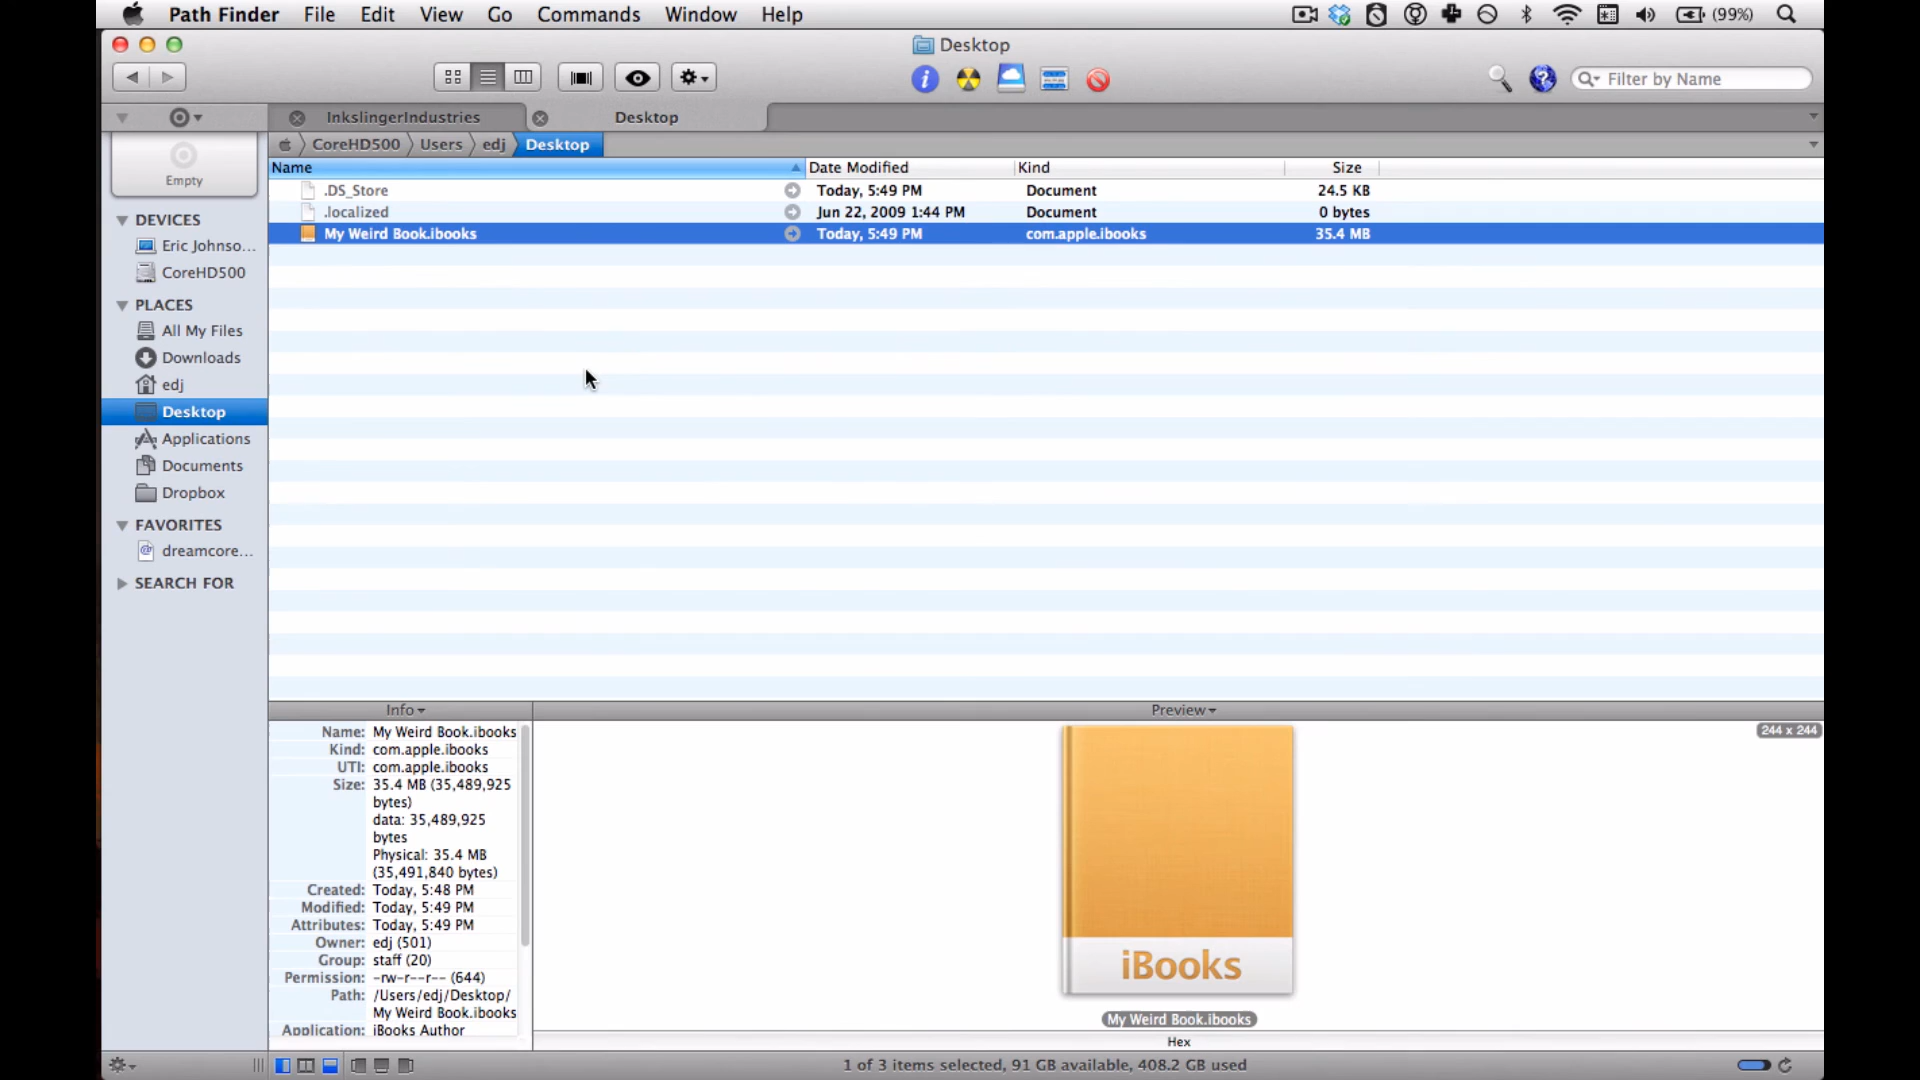 Path Finder File Edit View Go Commands Window Help (99%)
Desktop
Filter by Name
InkslingerIndustries Desktop
CoreHD500 Users edj Desktop
Empty
DEVICES
Eric Johnso...
CoreHD500
PLACES
All My Files
Downloads
edj
Desktop
Applications
Documents
Dropbox
FAVORITES
dreamcore...
SEARCH FOR
Name Date Modified Kind Size
.DS_Store Today, 5:49 PM Document 24.5 KB
.localized Jun 22, 2009 1:44 PM Document 0 bytes
My Weird Book.ibooks Today, 5:49 PM com.apple.ibooks 35.4 MB
Info
Name: My Weird Book.ibooks
Kind: com.apple.ibooks
UTI: com.apple.ibooks
Size: 35.4 MB (35,489,925
bytes)
data: 35,489,925
bytes
Physical: 35.4 MB
(35,491,840 bytes)
Created: Today, 5:48 PM
Modified: Today, 5:49 PM
Attributes: Today, 5:49 PM
Owner: edj (501)
Group: staff (20)
Permission: -rw-r--r-- (644)
Path: /Users/edj/Desktop/
My Weird Book.ibooks
Application: iBooks Author
Preview
244 x 244
iBooks
My Weird Book.ibooks
Hex
1 of 3 items selected, 91 GB available, 408.2 GB used